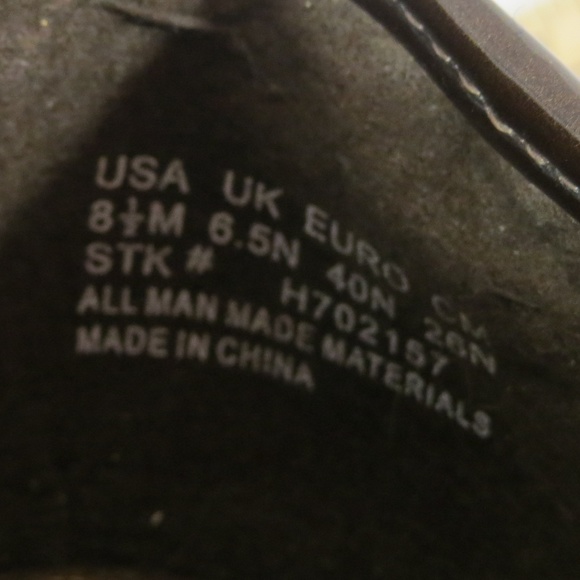 USA UK EURO CM
8½M 6.5N 40N 26N
STK # H702157
ALL MAN MADE MATERIALS
MADE IN CHINA